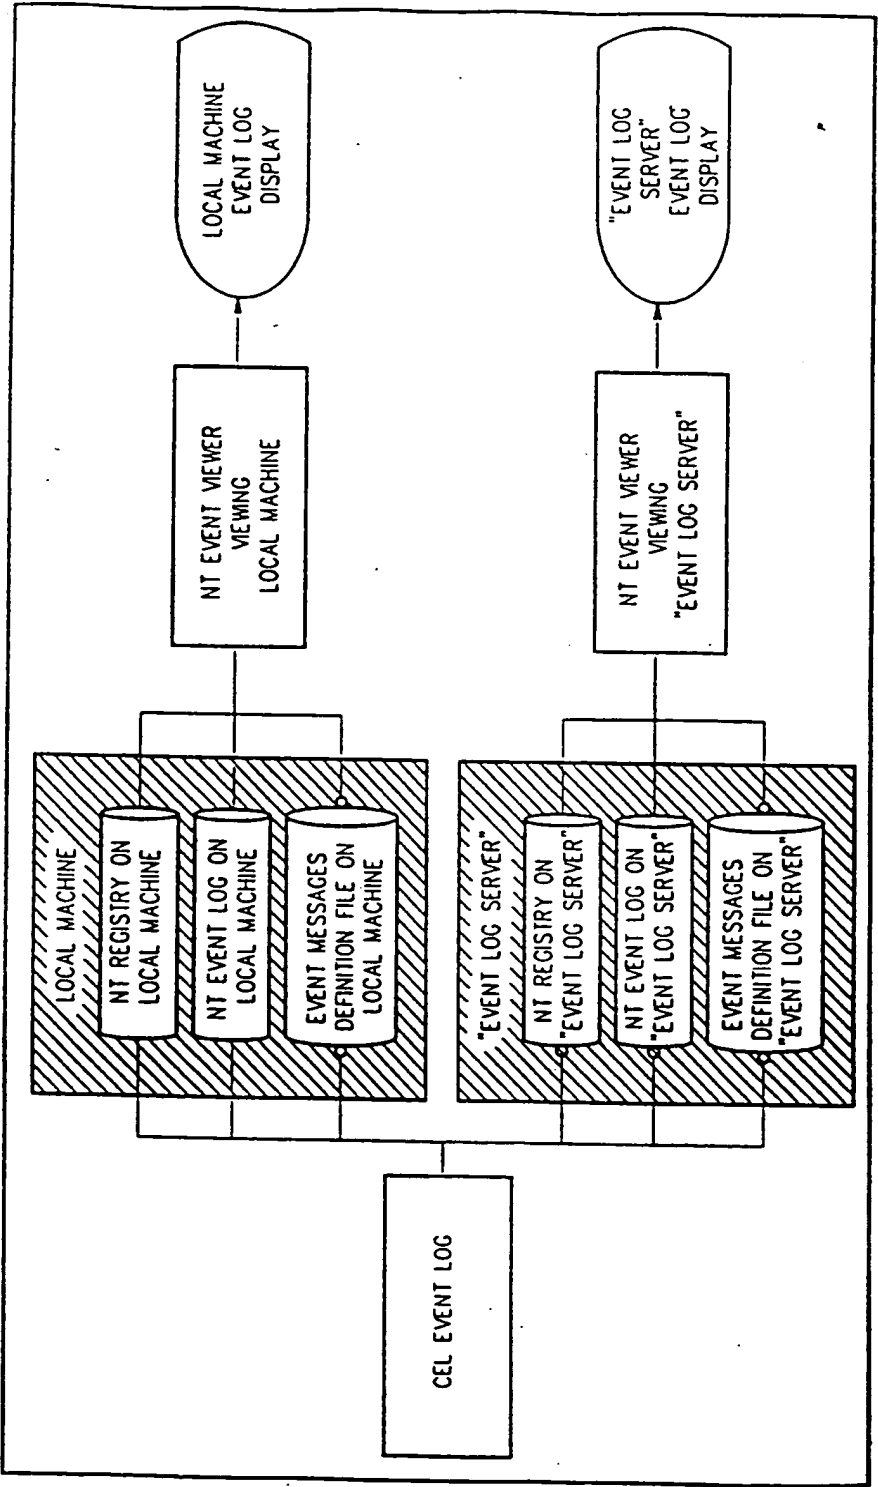 CEL EVENT LOG
LOCAL MACHINE
NT REGISTRY ON
LOCAL MACHINE
NT EVENT LOG ON
LOCAL MACHINE
EVENT MESSAGES
DEFINITION FILE ON
LOCAL MACHINE
"EVENT LOG SERVER"
NT REGISTRY ON
"EVENT LOG SERVER"
NT EVENT LOG ON
"EVENT LOG SERVER"
EVENT MESSAGES
DEFINITION FILE ON
"EVENT LOG SERVER"
NT EVENT VIEWER
VIEWING
LOCAL MACHINE
NT EVENT VIEWER
VIEWING
"EVENT LOG SERVER"
LOCAL MACHINE
EVENT LOG
DISPLAY
"EVENT LOG
SERVER"
EVENT LOG
DISPLAY